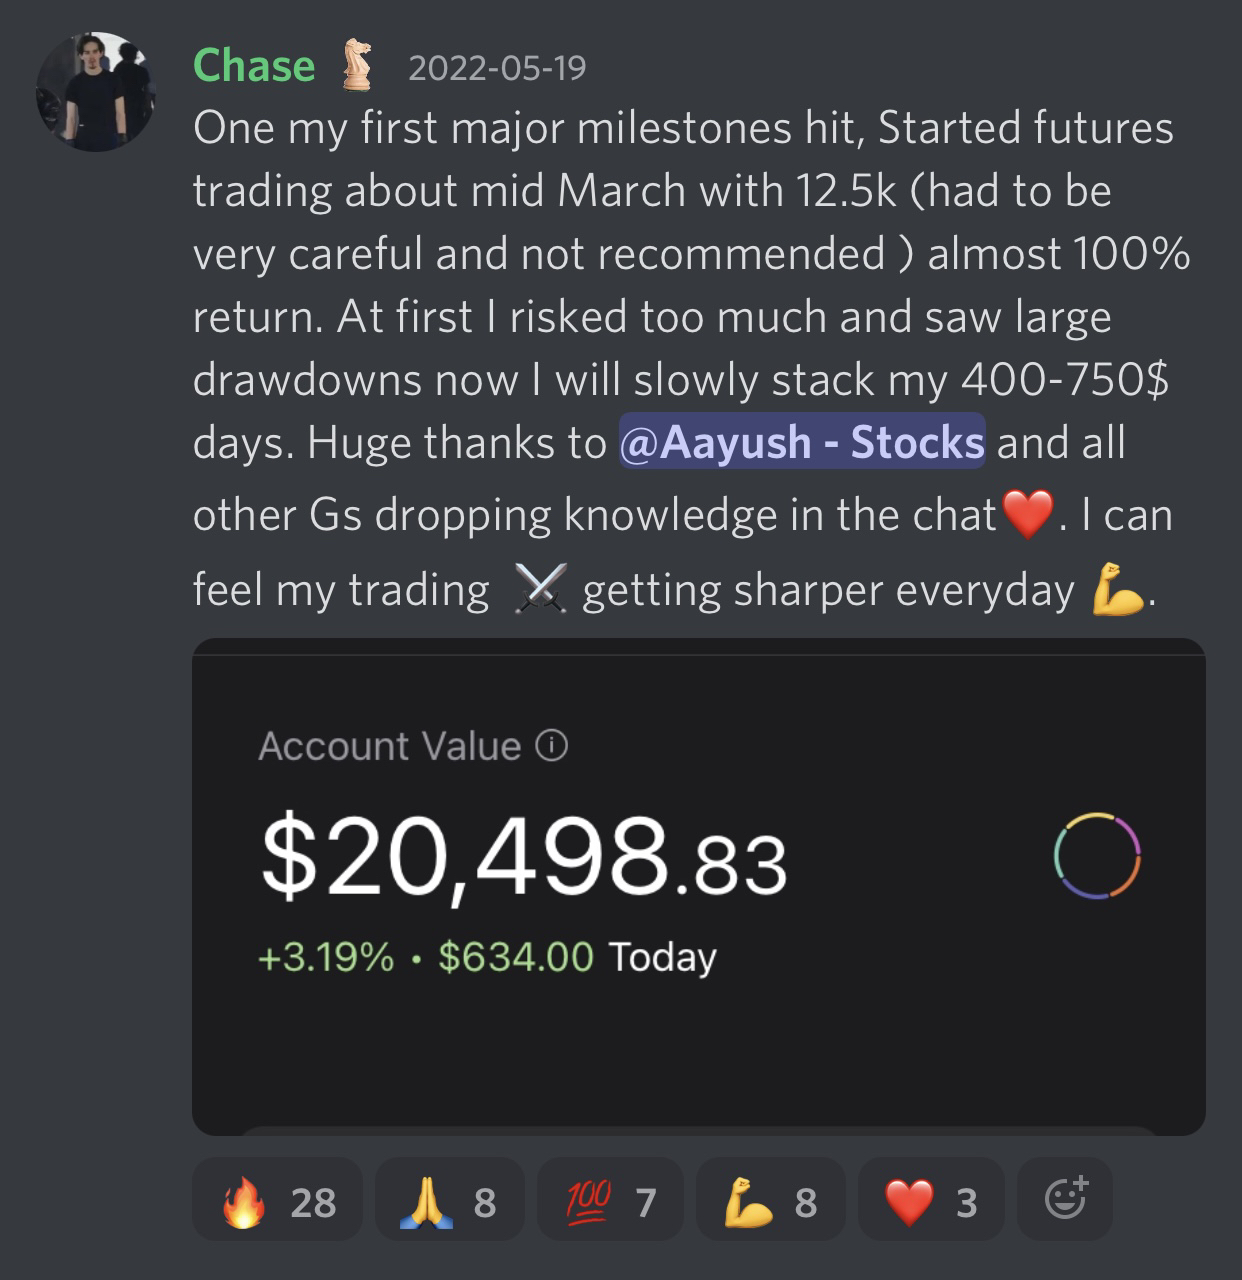 Chase ♞ 2022-05-19
One my first major milestones hit, Started futures
trading about mid March with 12.5k (had to be
very careful and not recommended ) almost 100%
return. At first I risked too much and saw large
drawdowns now I will slowly stack my 400-750$
days. Huge thanks to @Aayush - Stocks and all
other Gs dropping knowledge in the chat❤️. I can
feel my trading ⚔️ getting sharper everyday 💪.
Account Value ⓘ
$20,498.83
+3.19% • $634.00 Today
🔥 28 🙏 8 💯 7 💪 8 ❤️ 3